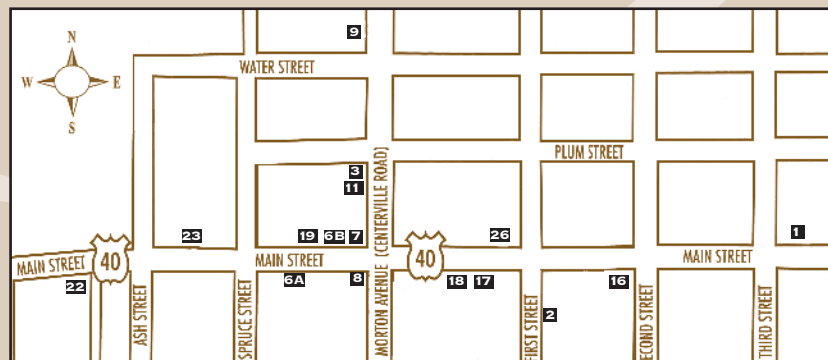 9
N
WATER STREET
W E
S
PLUM STREET
3
11
MORTON AVENUE (CENTERVILLE ROAD)
1
23
19 6B 7
26
MAIN STREET
40
MAIN STREET
40
MAIN STREET
22
6A
8
18 17
16
2
ASH STREET
SPRUCE STREET
FIRST STREET
ECOND STREET
THIRD STREET